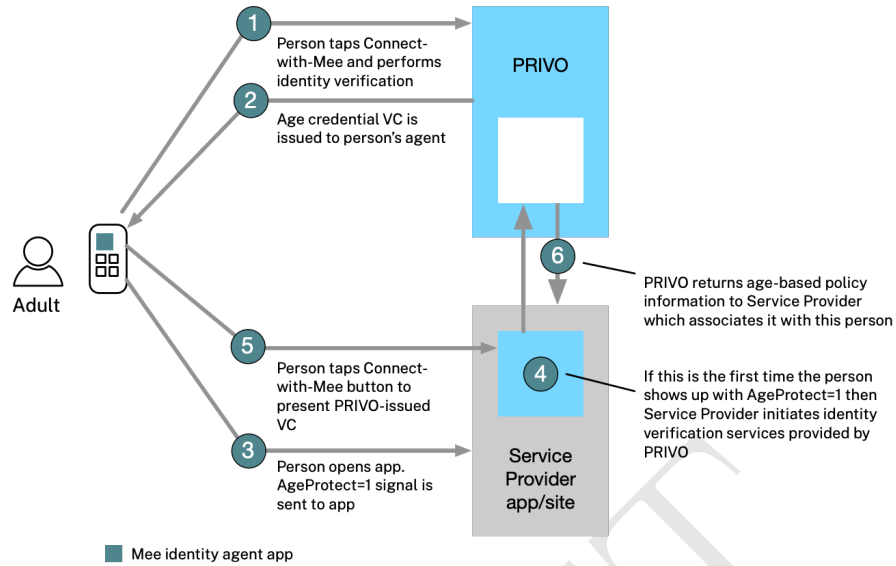 1
Person taps Connect-
with-Mee and performs
identity verification
PRIVO
2
Age credential VC is
issued to person's agent
Adult
6
PRIVO returns age-based policy
information to Service Provider
which associates it with this person
5
Person taps Connect-
with-Mee button to
present PRIVO-issued
VC
4
If this is the first time the person
shows up with AgeProtect=1 then
Service Provider initiates identity
verification services provided by
PRIVO
3
Person opens app.
AgeProtect=1 signal is
sent to app
Service
Provider
app/site
Mee identity agent app